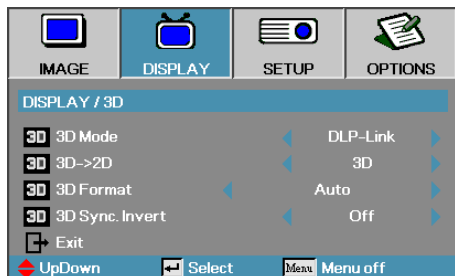 IMAGE DISPLAY SETUP OPTIONS
DISPLAY / 3D
3D 3D Mode DLP-Link
3D 3D->2D 3D
3D 3D Format Auto
3D 3D Sync. Invert Off
Exit
UpDown Select Menu Menu off